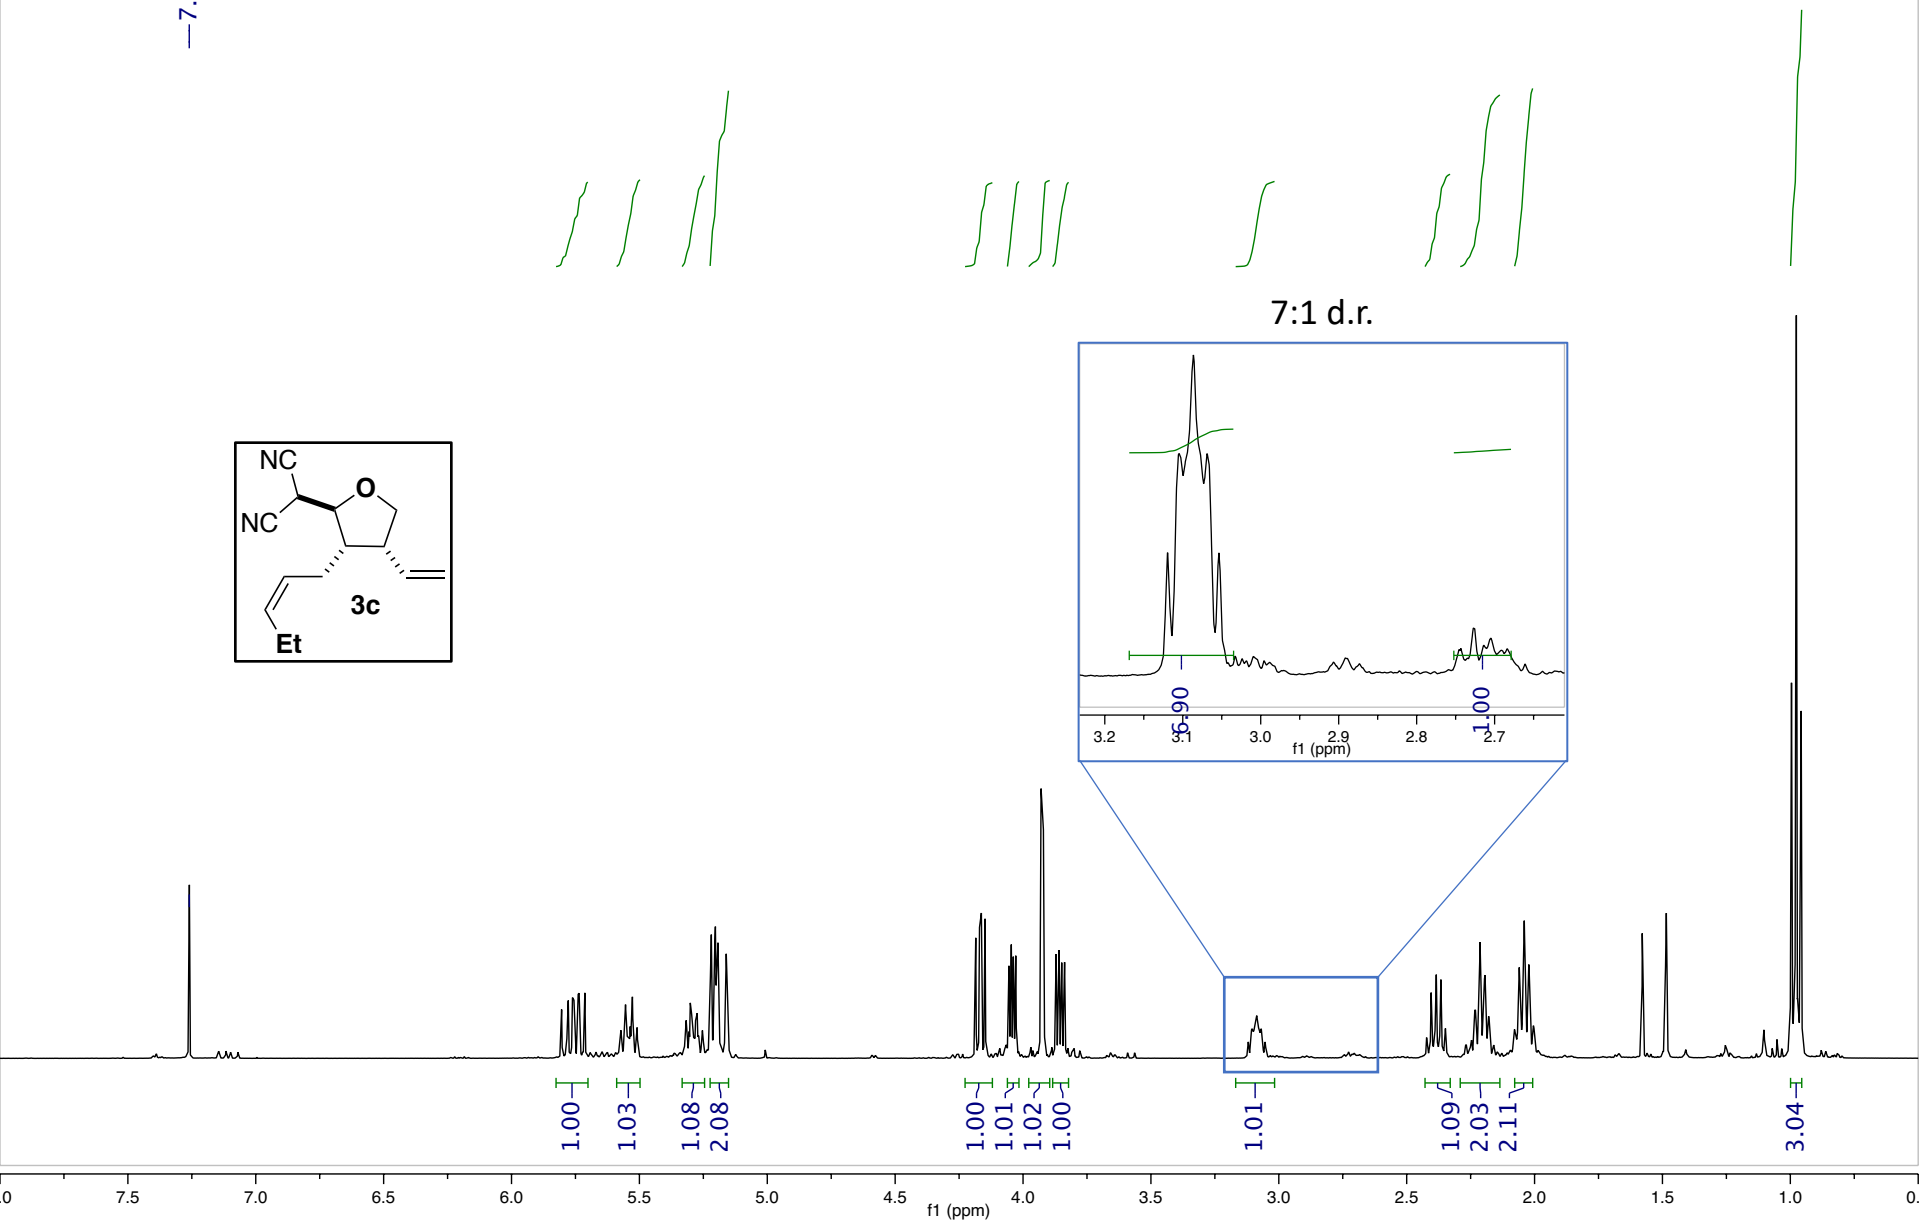 —7.
7:1 d.r.
NC
O
NC
3c
Et
6.90
1.00
3.2 3.1 3.0 2.9 2.8 2.7
f1 (ppm)
1.00 1.03 1.08 2.08 1.00 1.01 1.02 1.00 1.01 1.09 2.03 2.11 3.04
.0 7.5 7.0 6.5 6.0 5.5 5.0 4.5 4.0 3.5 3.0 2.5 2.0 1.5 1.0 0.
f1 (ppm)